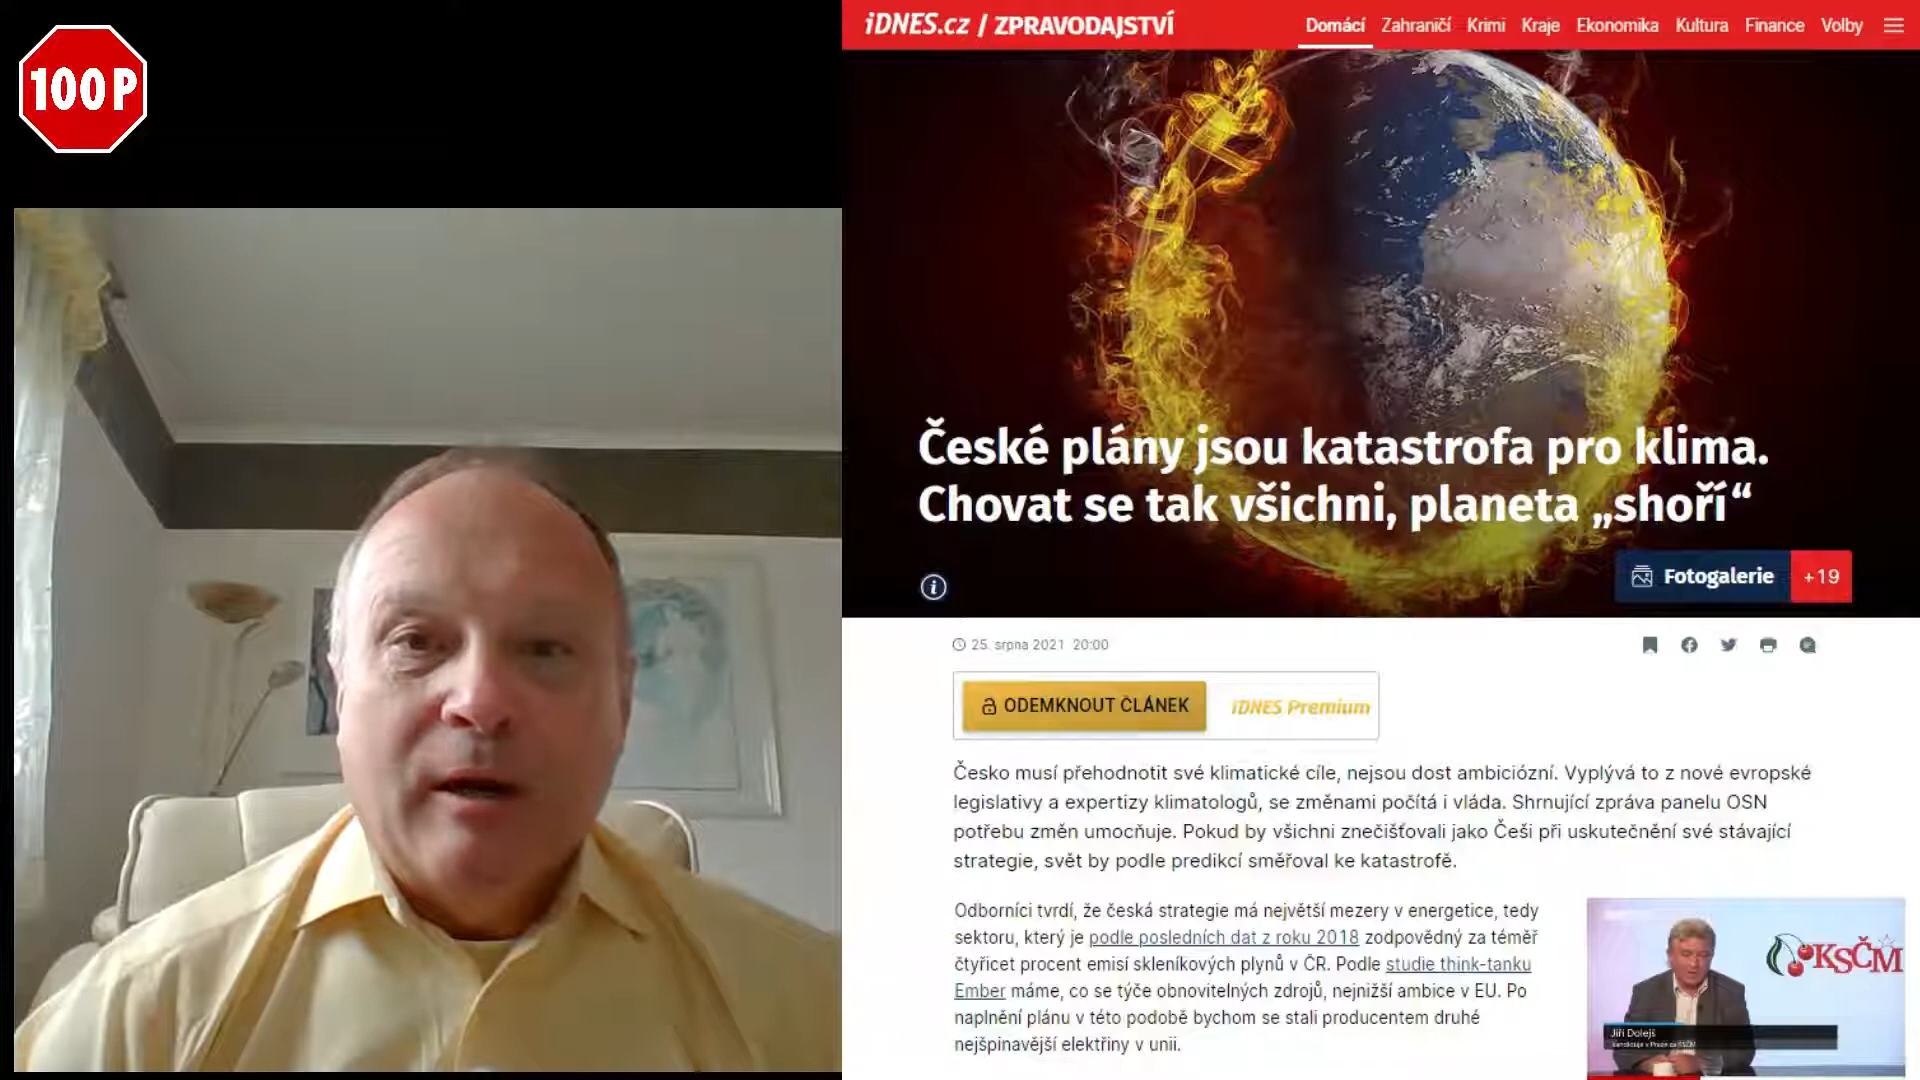 100P
iDNES.cz / ZPRAVODAJSTVÍ
Domácí Zahraničí Krimi Kraje Ekonomika Kultura Finance Volby
České plány jsou katastrofa pro klima.
Chovat se tak všichni, planeta „shoří“
Fotogalerie +19
25. srpna 2021 20:00
ODEMKNOUT ČLÁNEK iDNES Premium
Česko musí přehodnotit své klimatické cíle, nejsou dost ambiciózní. Vyplývá to z nové evropské
legislativy a expertizy klimatologů, se změnami počítá i vláda. Shrnující zpráva panelu OSN
potřebu změn umocňuje. Pokud by všichni znečišťovali jako Češi při uskutečnění své stávající
strategie, svět by podle predikcí směřoval ke katastrofě.
Odborníci tvrdí, že česká strategie má největší mezery v energetice, tedy
sektoru, který je podle posledních dat z roku 2018 zodpovědný za téměř
čtyřicet procent emisí skleníkových plynů v ČR. Podle studie think-tanku
Ember máme, co se týče obnovitelných zdrojů, nejnižší ambice v EU. Po
naplnění plánu v této podobě bychom se stali producentem druhé
nejšpinavější elektřiny v unii.
KSČM
Jiří Dolejš
kandiduje v Praze za KSČM